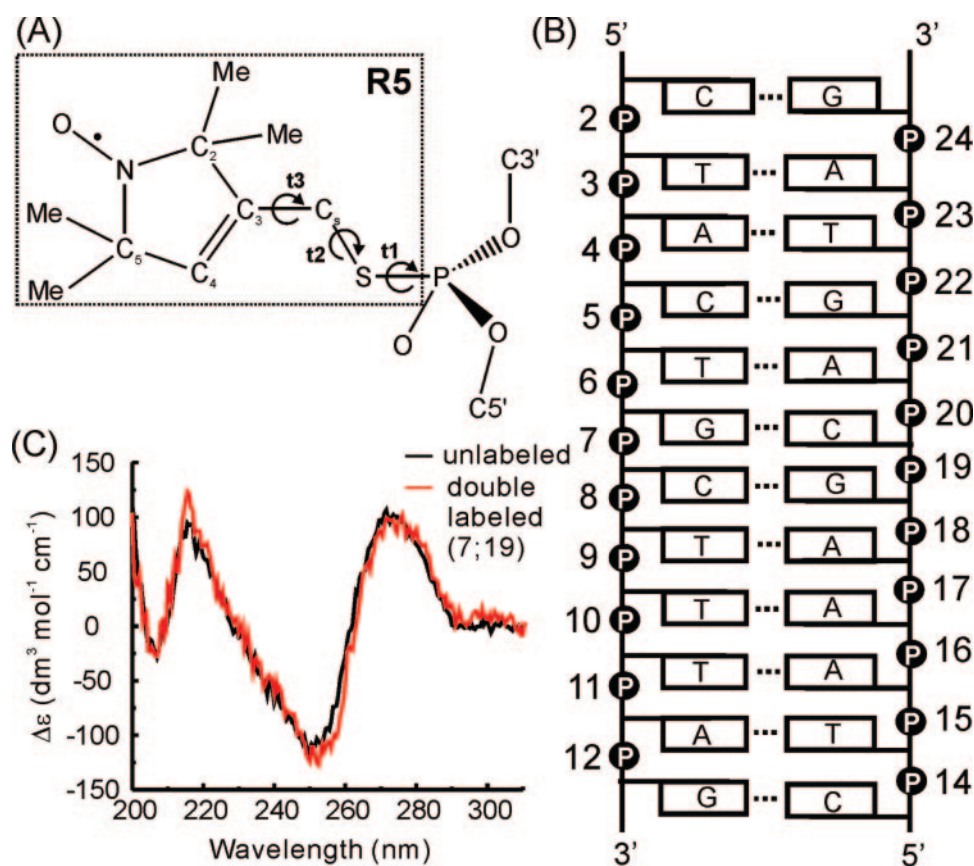 (A)
R5
Me
O
•
Me
N
C2
t3
Me
C3
Cs
C3'
t2
t1
C5
C4
S
P
O
Me
O
O
C5'
(B)
5'
3'
C ··· G
2 P
P 24
T ··· A
3 P
P 23
A ··· T
4 P
P 22
C ··· G
5 P
P 21
T ··· A
6 P
P 20
G ··· C
7 P
P 19
C ··· G
8 P
P 18
T ··· A
9 P
P 17
T ··· A
10 P
P 16
T ··· A
11 P
P 15
A ··· T
12 P
P 14
G ··· C
3'
5'
(C)
unlabeled
double
labeled
(7;19)
150
100
50
0
-50
-100
-150
Δε (dm³ mol⁻¹ cm⁻¹)
200 220 240 260 280 300
Wavelength (nm)